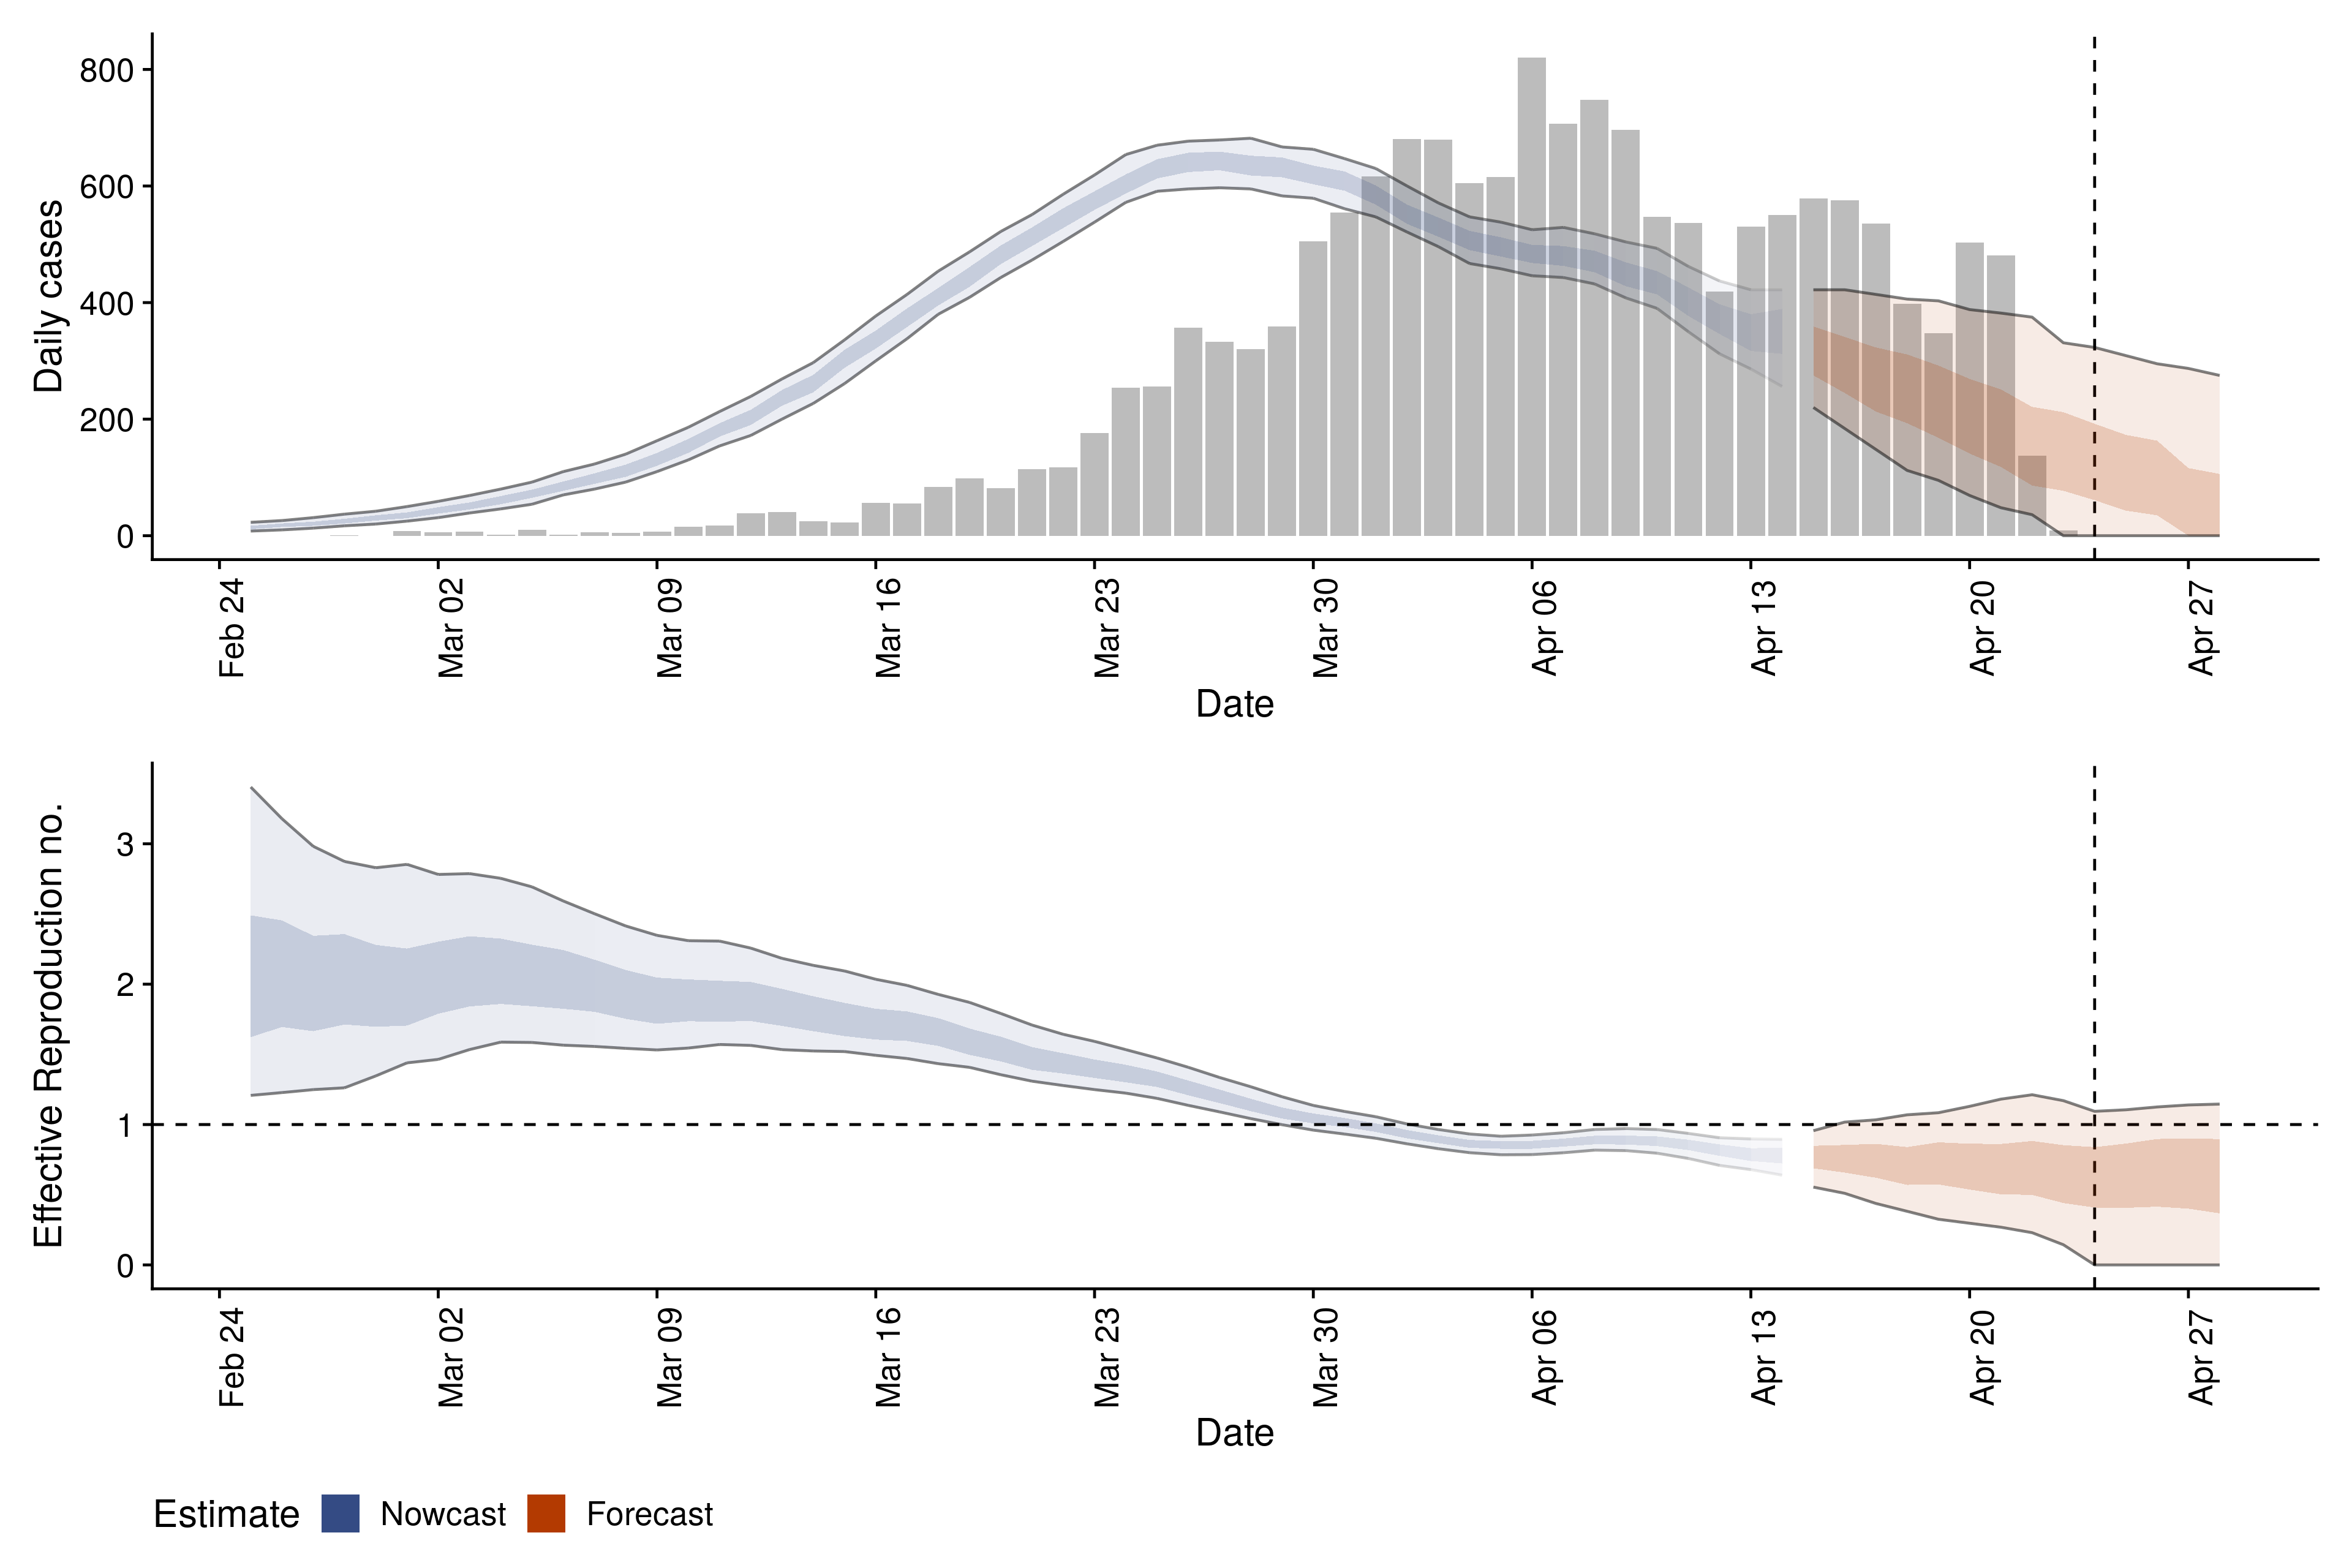 800
600
400
200
0
Daily cases
Feb 24
Mar 02
Mar 09
Mar 16
Mar 23
Mar 30
Apr 06
Apr 13
Apr 20
Apr 27
Date
3
2
1
0
Effective Reproduction no.
Feb 24
Mar 02
Mar 09
Mar 16
Mar 23
Mar 30
Apr 06
Apr 13
Apr 20
Apr 27
Date
Estimate Nowcast Forecast